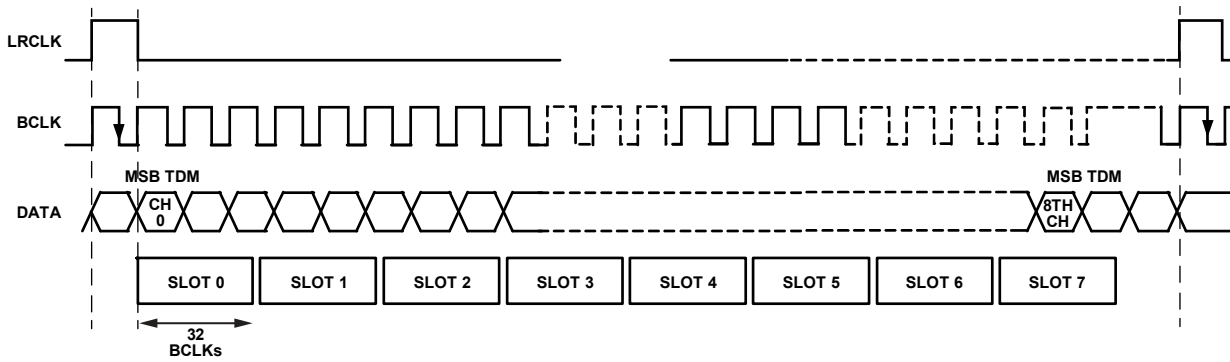 LRCLK
BCLK
MSB TDM
MSB TDM
DATA
CH
0
8TH
CH
SLOT 0
SLOT 1
SLOT 2
SLOT 3
SLOT 4
SLOT 5
SLOT 6
SLOT 7
32
BCLKs